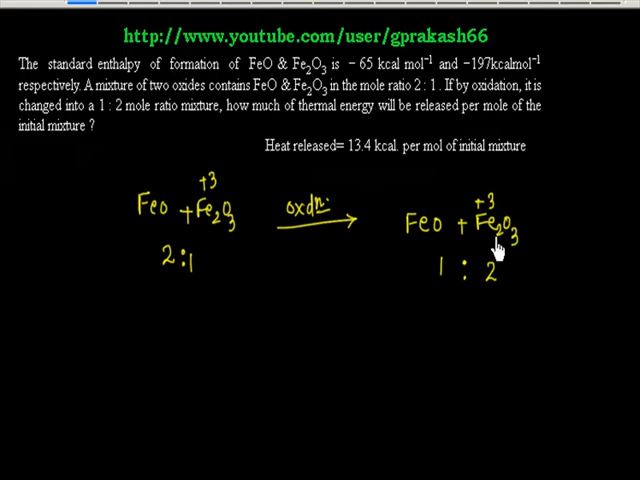 http://www.youtube.com/user/gprakash66
The standard enthalpy of formation of FeO & Fe₂O₃ is − 65 kcal mol⁻¹ and −197kcalmol⁻¹
respectively. A mixture of two oxides contains FeO & Fe₂O₃ in the mole ratio 2 : 1. If by oxidation, it is
changed into a 1 : 2 mole ratio mixture, how much of thermal energy will be released per mole of the
initial mixture ?
Heat released= 13.4 kcal. per mol of initial mixture
+3 +3
FeO + Fe₂O₃ oxdn. FeO + Fe₂O₃
2 : 1 1 : 2